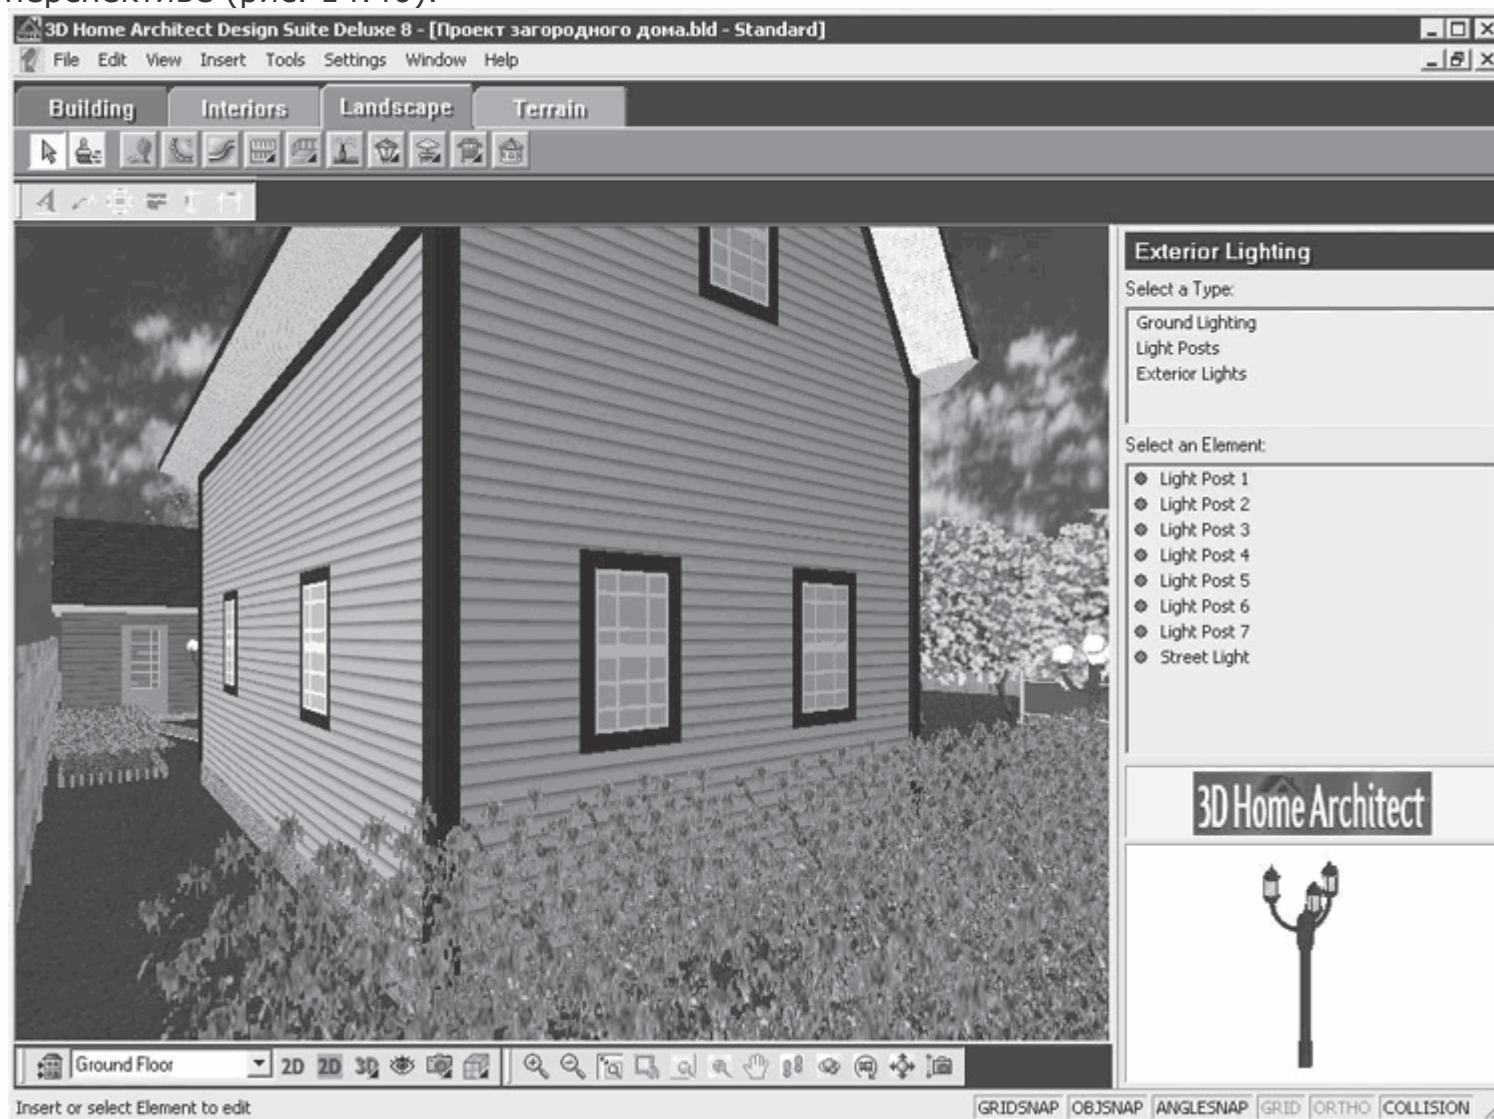 перспективе (рис. 14.40).
3D Home Architect Design Suite Deluxe 8 - [Проект загородного дома.bld - Standard]
File Edit View Insert Tools Settings Window Help
Building Interiors Landscape Terrain
Exterior Lighting
Select a Type:
Ground Lighting
Light Posts
Exterior Lights
Select an Element:
Light Post 1
Light Post 2
Light Post 3
Light Post 4
Light Post 5
Light Post 6
Light Post 7
Street Light
3D Home Architect
Ground Floor 2D 2D 3D
Insert or select Element to edit GRIDSNAP OBJSNAP ANGLESNAP GRID ORTHO COLLISION